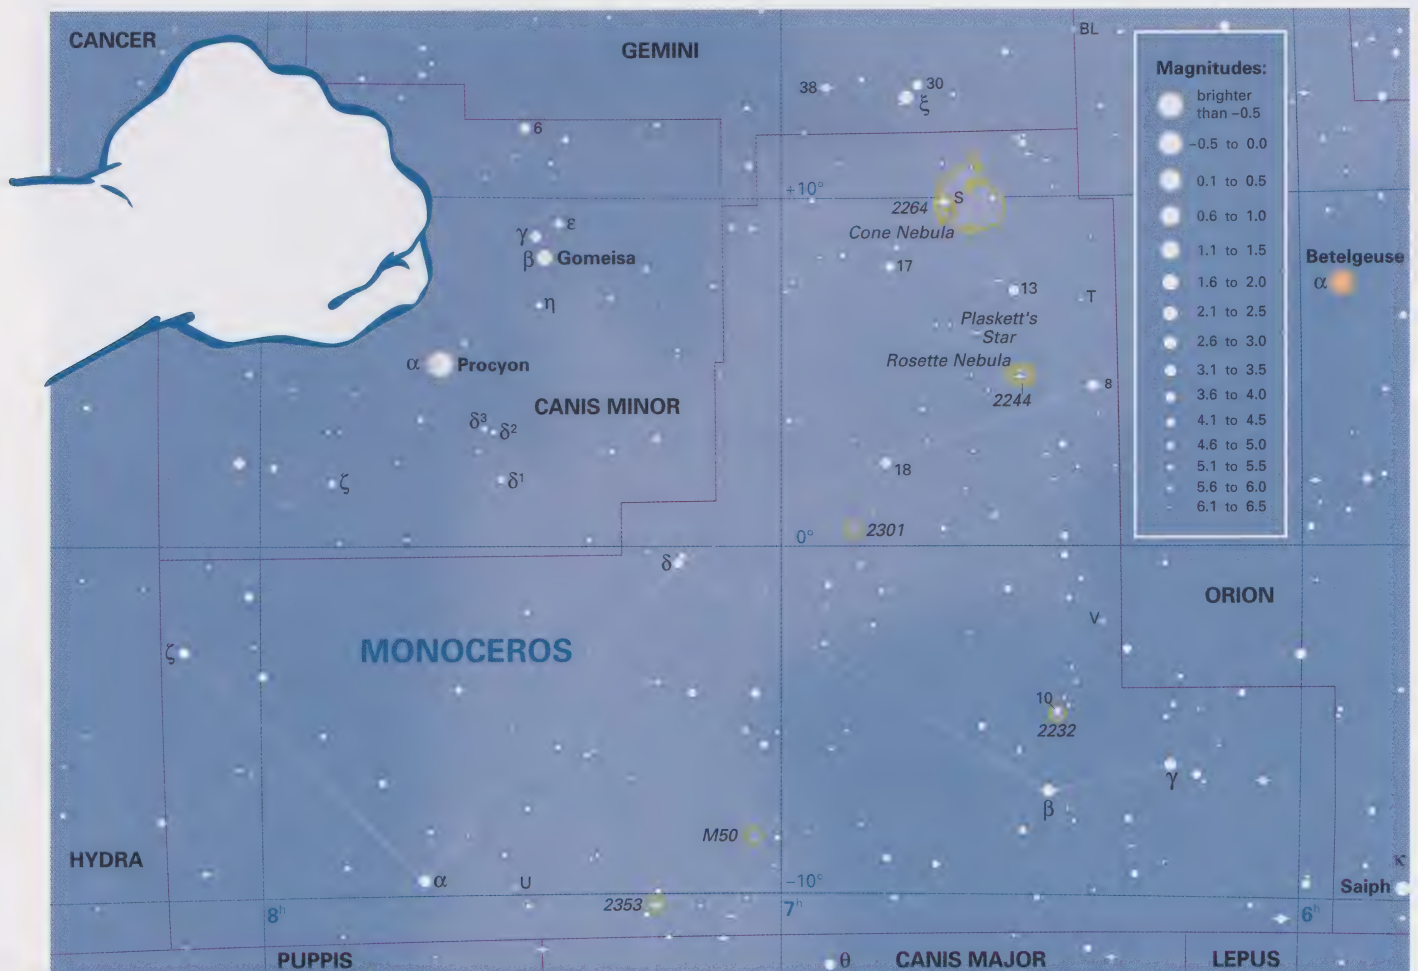 CANCER
GEMINI
BL
Magnitudes:
brighter
than −0.5
−0.5 to 0.0
0.1 to 0.5
0.6 to 1.0
1.1 to 1.5
1.6 to 2.0
2.1 to 2.5
2.6 to 3.0
3.1 to 3.5
3.6 to 4.0
4.1 to 4.5
4.6 to 5.0
5.1 to 5.5
5.6 to 6.0
6.1 to 6.5
38
30
ξ
6
+10°
2264
S
Cone Nebula
γ
ε
β Gomeisa
17
Betelgeuse
α
η
13
T
Plaskett's
Star
α Procyon
Rosette Nebula
8
2244
CANIS MINOR
δ³
δ²
ζ
δ¹
18
2301
0°
δ
ORION
V
MONOCEROS
ζ
10
2232
γ
β
M50
HYDRA
α
U
−10°
κ
Saiph
2353
8ʰ
7ʰ
6ʰ
PUPPIS
θ
CANIS MAJOR
LEPUS